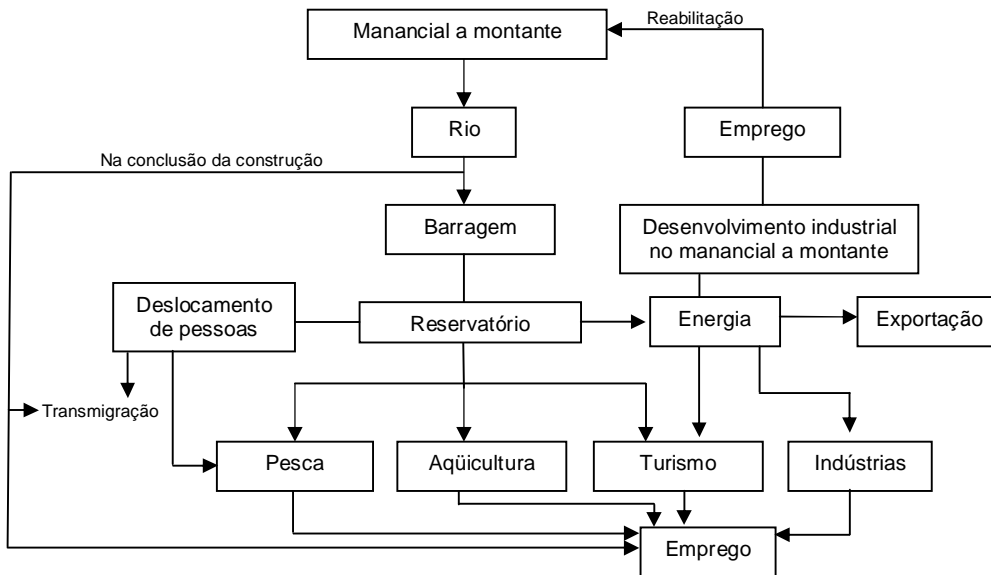 Manancial a montante
Reabilitação
Rio
Emprego
Na conclusão da construção
Barragem
Desenvolvimento industrial
no manancial a montante
Deslocamento
de pessoas
Reservatório
Energia
Exportação
Transmigração
Pesca
Aqüicultura
Turismo
Indústrias
Emprego